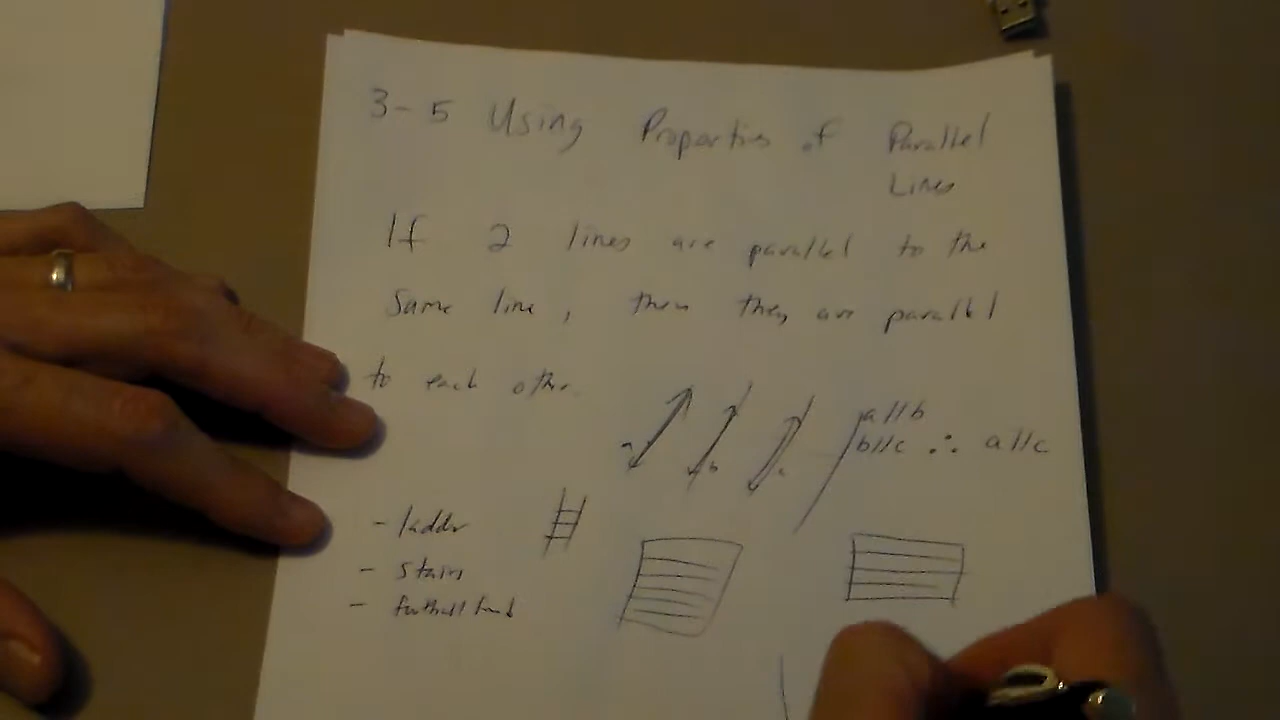 3-5 Using Properties of Parallel
Lines
If 2 lines are parallel to the
same line, then they are parallel
to each other.
a b c
a//b
b//c ∴ a//c
- ladder
- stairs
- football